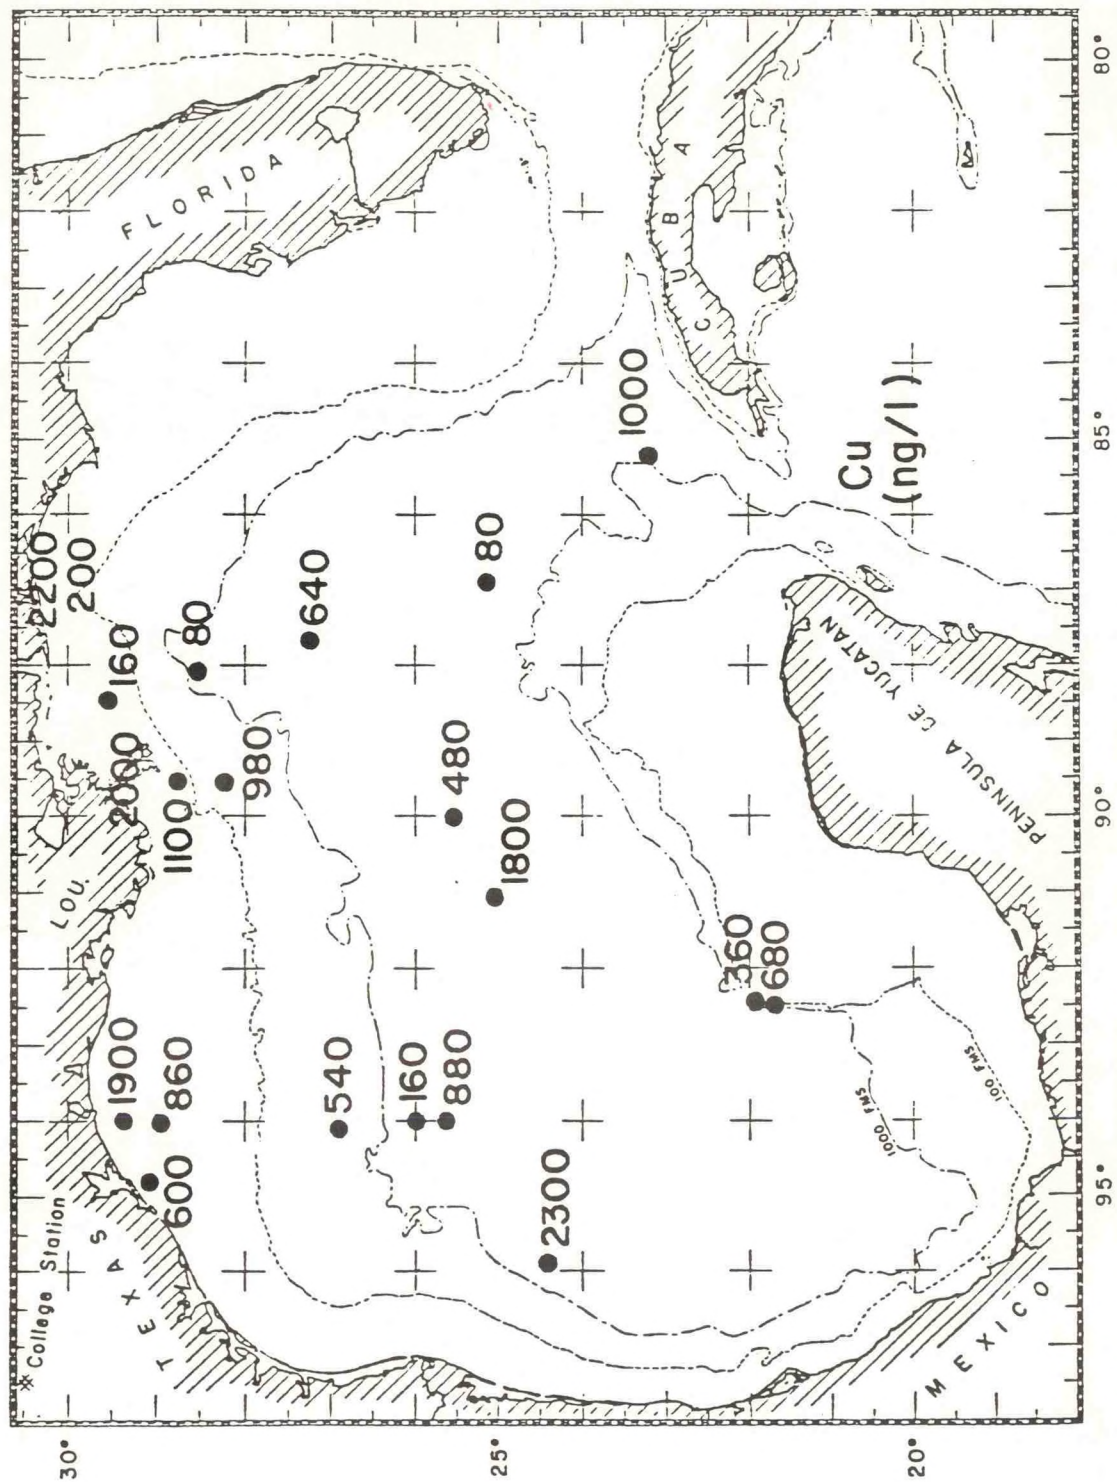 * College Station
TEXAS
LOU.
FLORIDA
CUBA
PENINSULA DE YUCATAN
MEXICO
Cu
(ng/l)
2200
200
160
80
640
80
1000
2000
1100
980
480
1800
360
680
1900
860
600
540
160
880
2300
1000 FMS
100 FMS
30°
25°
20°
80°
85°
90°
95°